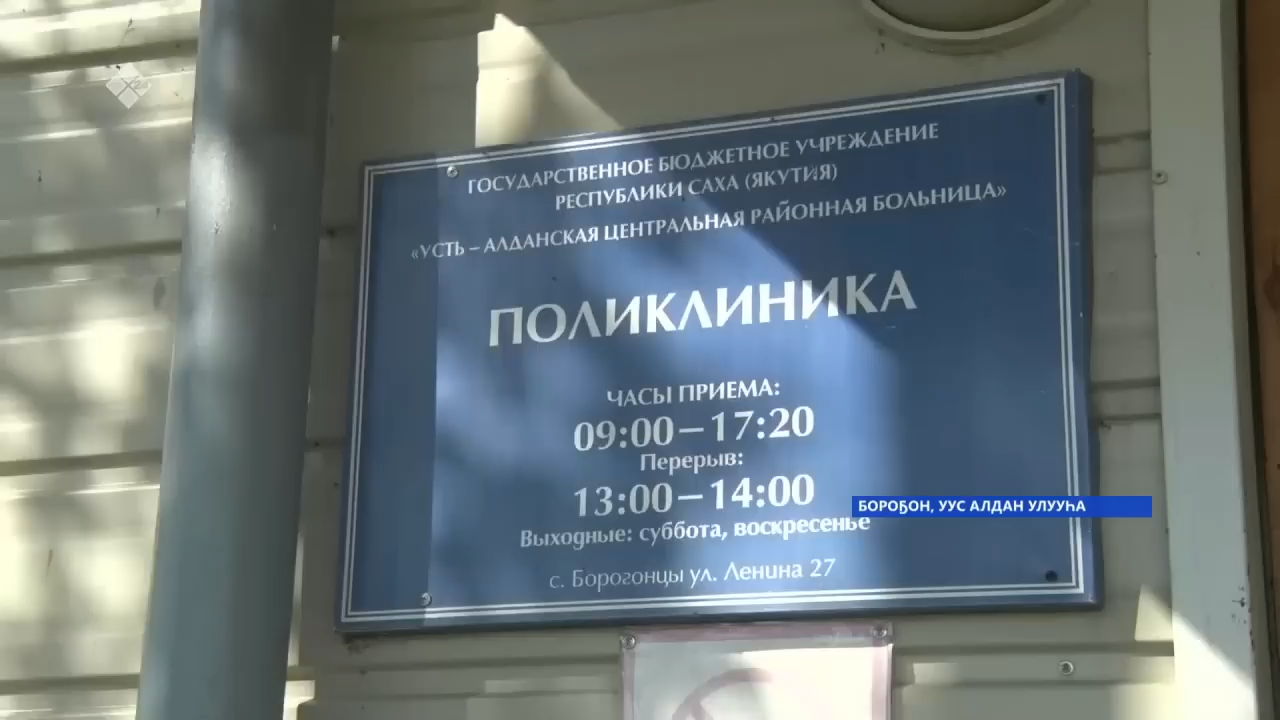 ГОСУДАРСТВЕННОЕ БЮДЖЕТНОЕ УЧРЕЖДЕНИЕ
РЕСПУБЛИКИ САХА (ЯКУТИЯ)
«УСТЬ – АЛДАНСКАЯ ЦЕНТРАЛЬНАЯ РАЙОННАЯ БОЛЬНИЦА»
ПОЛИКЛИНИКА
ЧАСЫ ПРИЕМА:
09:00–17:20
Перерыв:
13:00–14:00
БОРОҔОН, УУС АЛДАН УЛУУҺА
Выходные: суббота, воскресенье
с. Борогонцы ул. Ленина 27